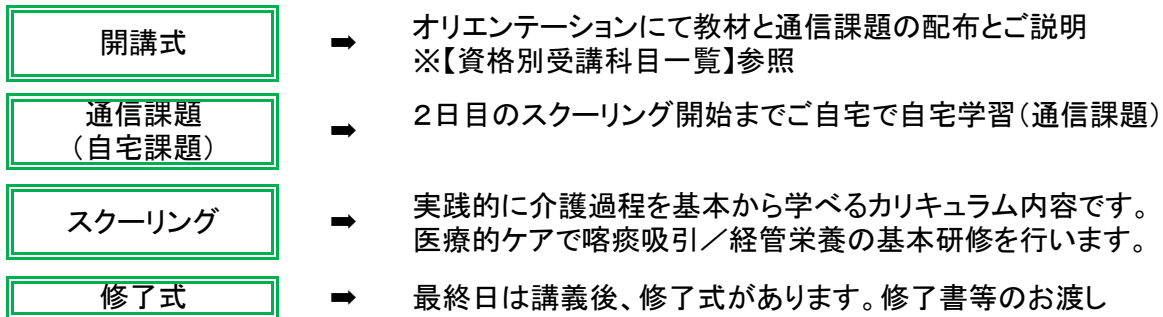 開講式
➡
オリエンテーションにて教材と通信課題の配布とご説明
※【資格別受講科目一覧】参照
通信課題
（自宅課題）
➡
２日目のスクーリング開始までご自宅で自宅学習（通信課題）
スクーリング
➡
実践的に介護過程を基本から学べるカリキュラム内容です。
医療的ケアで喀痰吸引／経管栄養の基本研修を行います。
修了式
➡
最終日は講義後、修了式があります。修了書等のお渡し